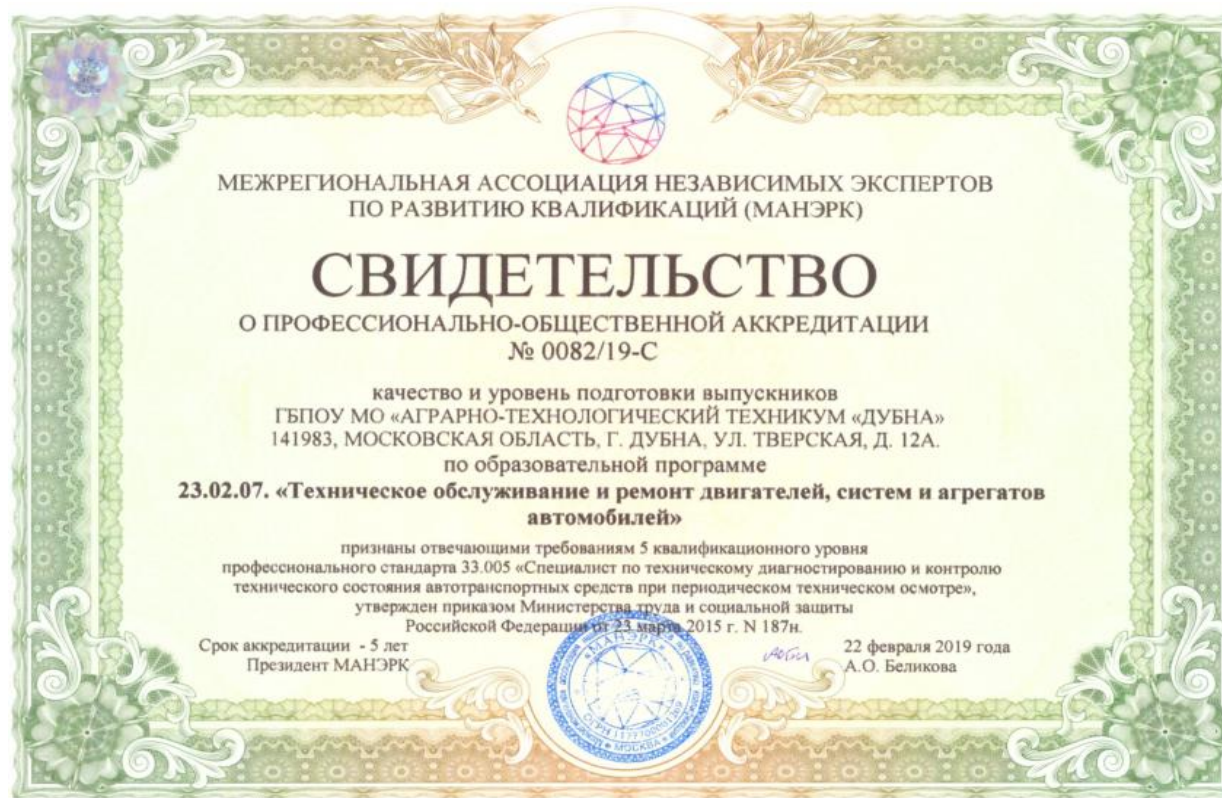 МЕЖРЕГИОНАЛЬНАЯ АССОЦИАЦИЯ НЕЗАВИСИМЫХ ЭКСПЕРТОВ
ПО РАЗВИТИЮ КВАЛИФИКАЦИЙ (МАНЭРК)
СВИДЕТЕЛЬСТВО
О ПРОФЕССИОНАЛЬНО-ОБЩЕСТВЕННОЙ АККРЕДИТАЦИИ
№ 0082/19-С
качество и уровень подготовки выпускников
ГБПОУ МО «АГРАРНО-ТЕХНОЛОГИЧЕСКИЙ ТЕХНИКУМ «ДУБНА»
141983, МОСКОВСКАЯ ОБЛАСТЬ, Г. ДУБНА, УЛ. ТВЕРСКАЯ, Д. 12А.
по образовательной программе
23.02.07. «Техническое обслуживание и ремонт двигателей, систем и агрегатов
автомобилей»
признаны отвечающими требованиям 5 квалификационного уровня
профессионального стандарта 33.005 «Специалист по техническому диагностированию и контролю
технического состояния автотранспортных средств при периодическом техническом осмотре»,
утвержден приказом Министерства труда и социальной защиты
Российской Федерации от 23 марта 2015 г. N 187н.
Срок аккредитации - 5 лет
22 февраля 2019 года
Президент МАНЭРК
А.О. Беликова
МАНЭРК
МОСКВА